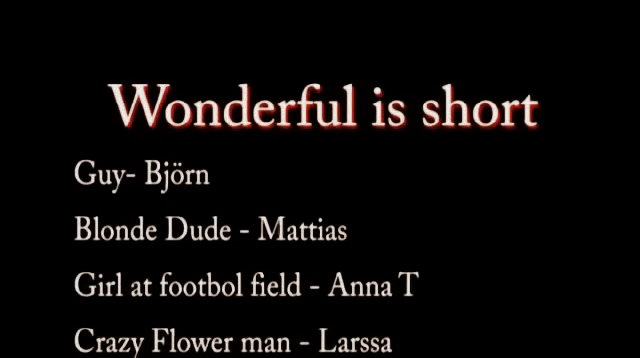 Wonderful is short
Guy- Björn
Blonde Dude - Mattias
Girl at footbol field - Anna T
Crazy Flower man - Larssa